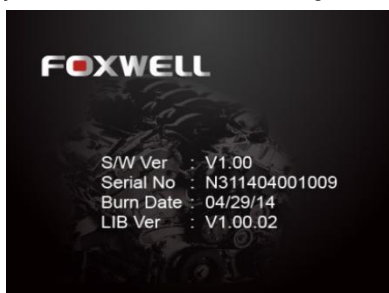 FOXWELL
S/W Ver : V1.00
Serial No : N311404001009
Burn Date : 04/29/14
LIB Ver : V1.00.02